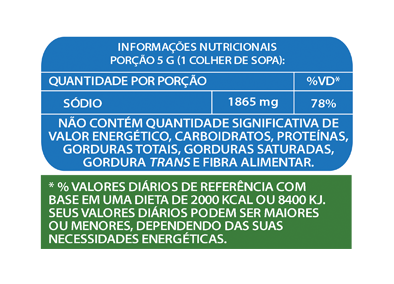 INFORMAÇÕES NUTRICIONAIS
PORÇÃO 5 G (1 COLHER DE SOPA):
QUANTIDADE POR PORÇÃO %VD*
SÓDIO 1865 mg 78%
NÃO CONTÉM QUANTIDADE SIGNIFICATIVA DE
VALOR ENERGÉTICO, CARBOIDRATOS, PROTEÍNAS,
GORDURAS TOTAIS, GORDURAS SATURADAS,
GORDURA TRANS E FIBRA ALIMENTAR.
* % VALORES DIÁRIOS DE REFERÊNCIA COM
BASE EM UMA DIETA DE 2000 KCAL OU 8400 KJ.
SEUS VALORES DIÁRIOS PODEM SER MAIORES
OU MENORES, DEPENDENDO DAS SUAS
NECESSIDADES ENERGÉTICAS.